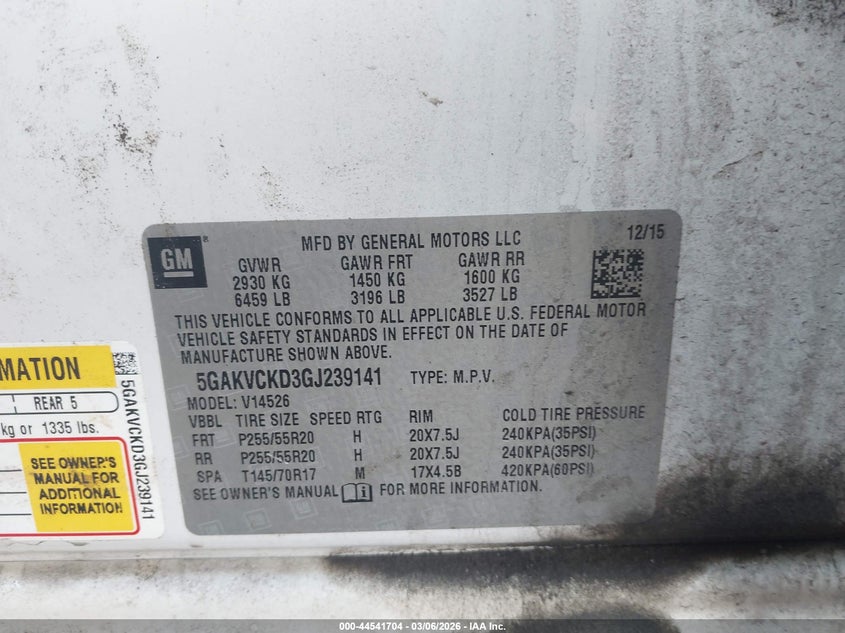 GM
®
MFD BY GENERAL MOTORS LLC
12/15
GVWR GAWR FRT GAWR RR
2930 KG 1450 KG 1600 KG
6459 LB 3196 LB 3527 LB
THIS VEHICLE CONFORMS TO ALL APPLICABLE U.S. FEDERAL MOTOR
VEHICLE SAFETY STANDARDS IN EFFECT ON THE DATE OF
MANUFACTURE SHOWN ABOVE.
5GAKVCKD3GJ239141 TYPE: M.P.V.
MODEL: V14526
VBBL TIRE SIZE SPEED RTG RIM COLD TIRE PRESSURE
FRT P255/55R20 H 20X7.5J 240KPA(35PSI)
RR P255/55R20 H 20X7.5J 240KPA(35PSI)
SPA T145/70R17 M 17X4.5B 420KPA(60PSI)
SEE OWNER'S MANUAL FOR MORE INFORMATION.
MATION
REAR 5
kg or 1335 lbs.
SEE OWNER'S
MANUAL FOR
ADDITIONAL
INFORMATION
5GAKVCKD3GJ239141
000-44541704 - 03/06/2026 - © IAA Inc.